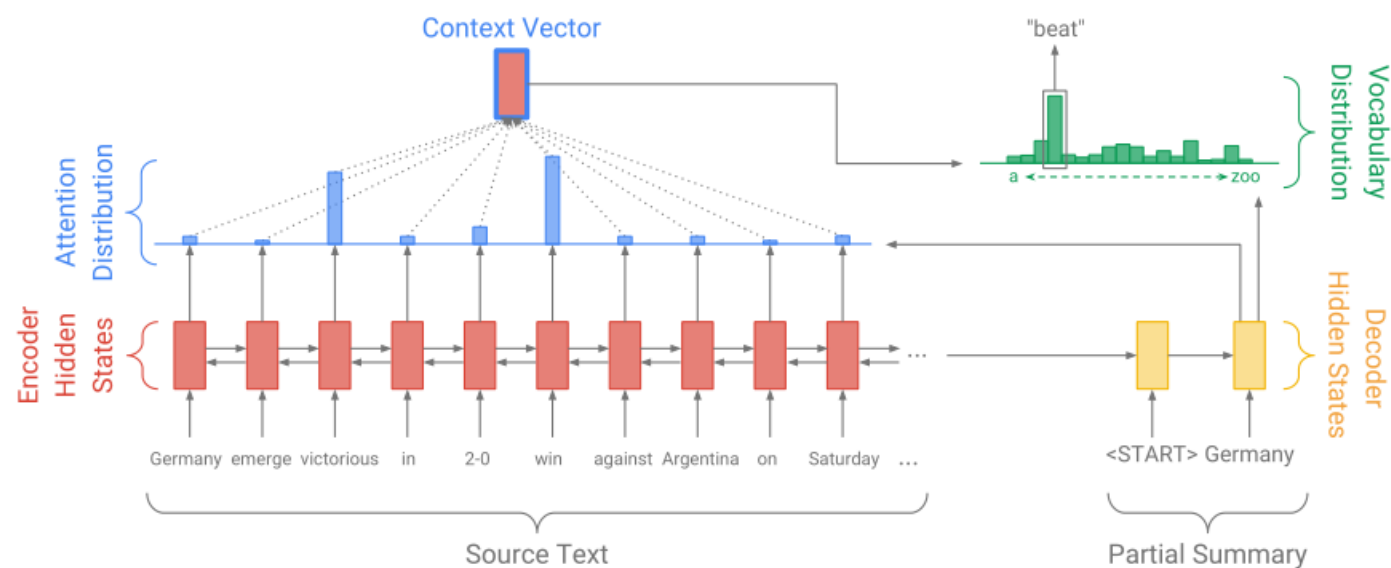 Context Vector
"beat"
Vocabulary
Distribution
a
zoo
Attention
Distribution
Encoder
Hidden
States
Decoder
Hidden States
...
Germany emerge victorious in 2-0 win against Argentina on Saturday ...
<START> Germany
Source Text
Partial Summary